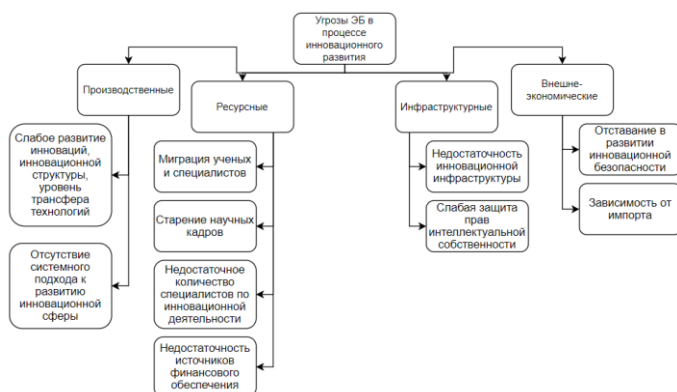 Угрозы ЭБ в
процессе
инновационного
развития
Производственные
Ресурсные
Инфраструктурные
Внешне-
экономические
Слабое развитие
инноваций,
инновационной
структуры,
уровень
трансфера
технологий
Отсутствие
системного
подхода к
развитию
инновационной
сферы
Миграция ученых
и специалистов
Старение научных
кадров
Недостаточное
количество
специалистов по
инновационной
деятельности
Недостаточность
источников
финансового
обеспечения
Недостаточность
инновационной
инфраструктуры
Слабая защита
прав
интеллектуальной
собственности
Отставание в
развитии
инновационной
безопасности
Зависимость от
импорта